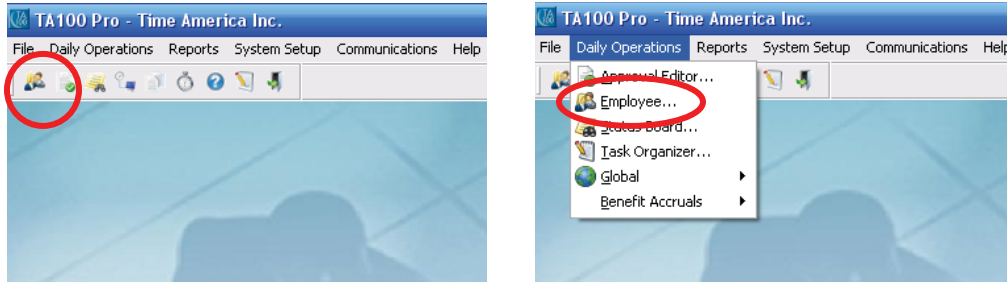 TA100 Pro - Time America Inc.
File Daily Operations Reports System Setup Communications Help
TA100 Pro - Time America Inc.
File Daily Operations Reports System Setup Communications Help
Approval Editor...
Employee...
Status Board...
Task Organizer...
Global
Benefit Accruals